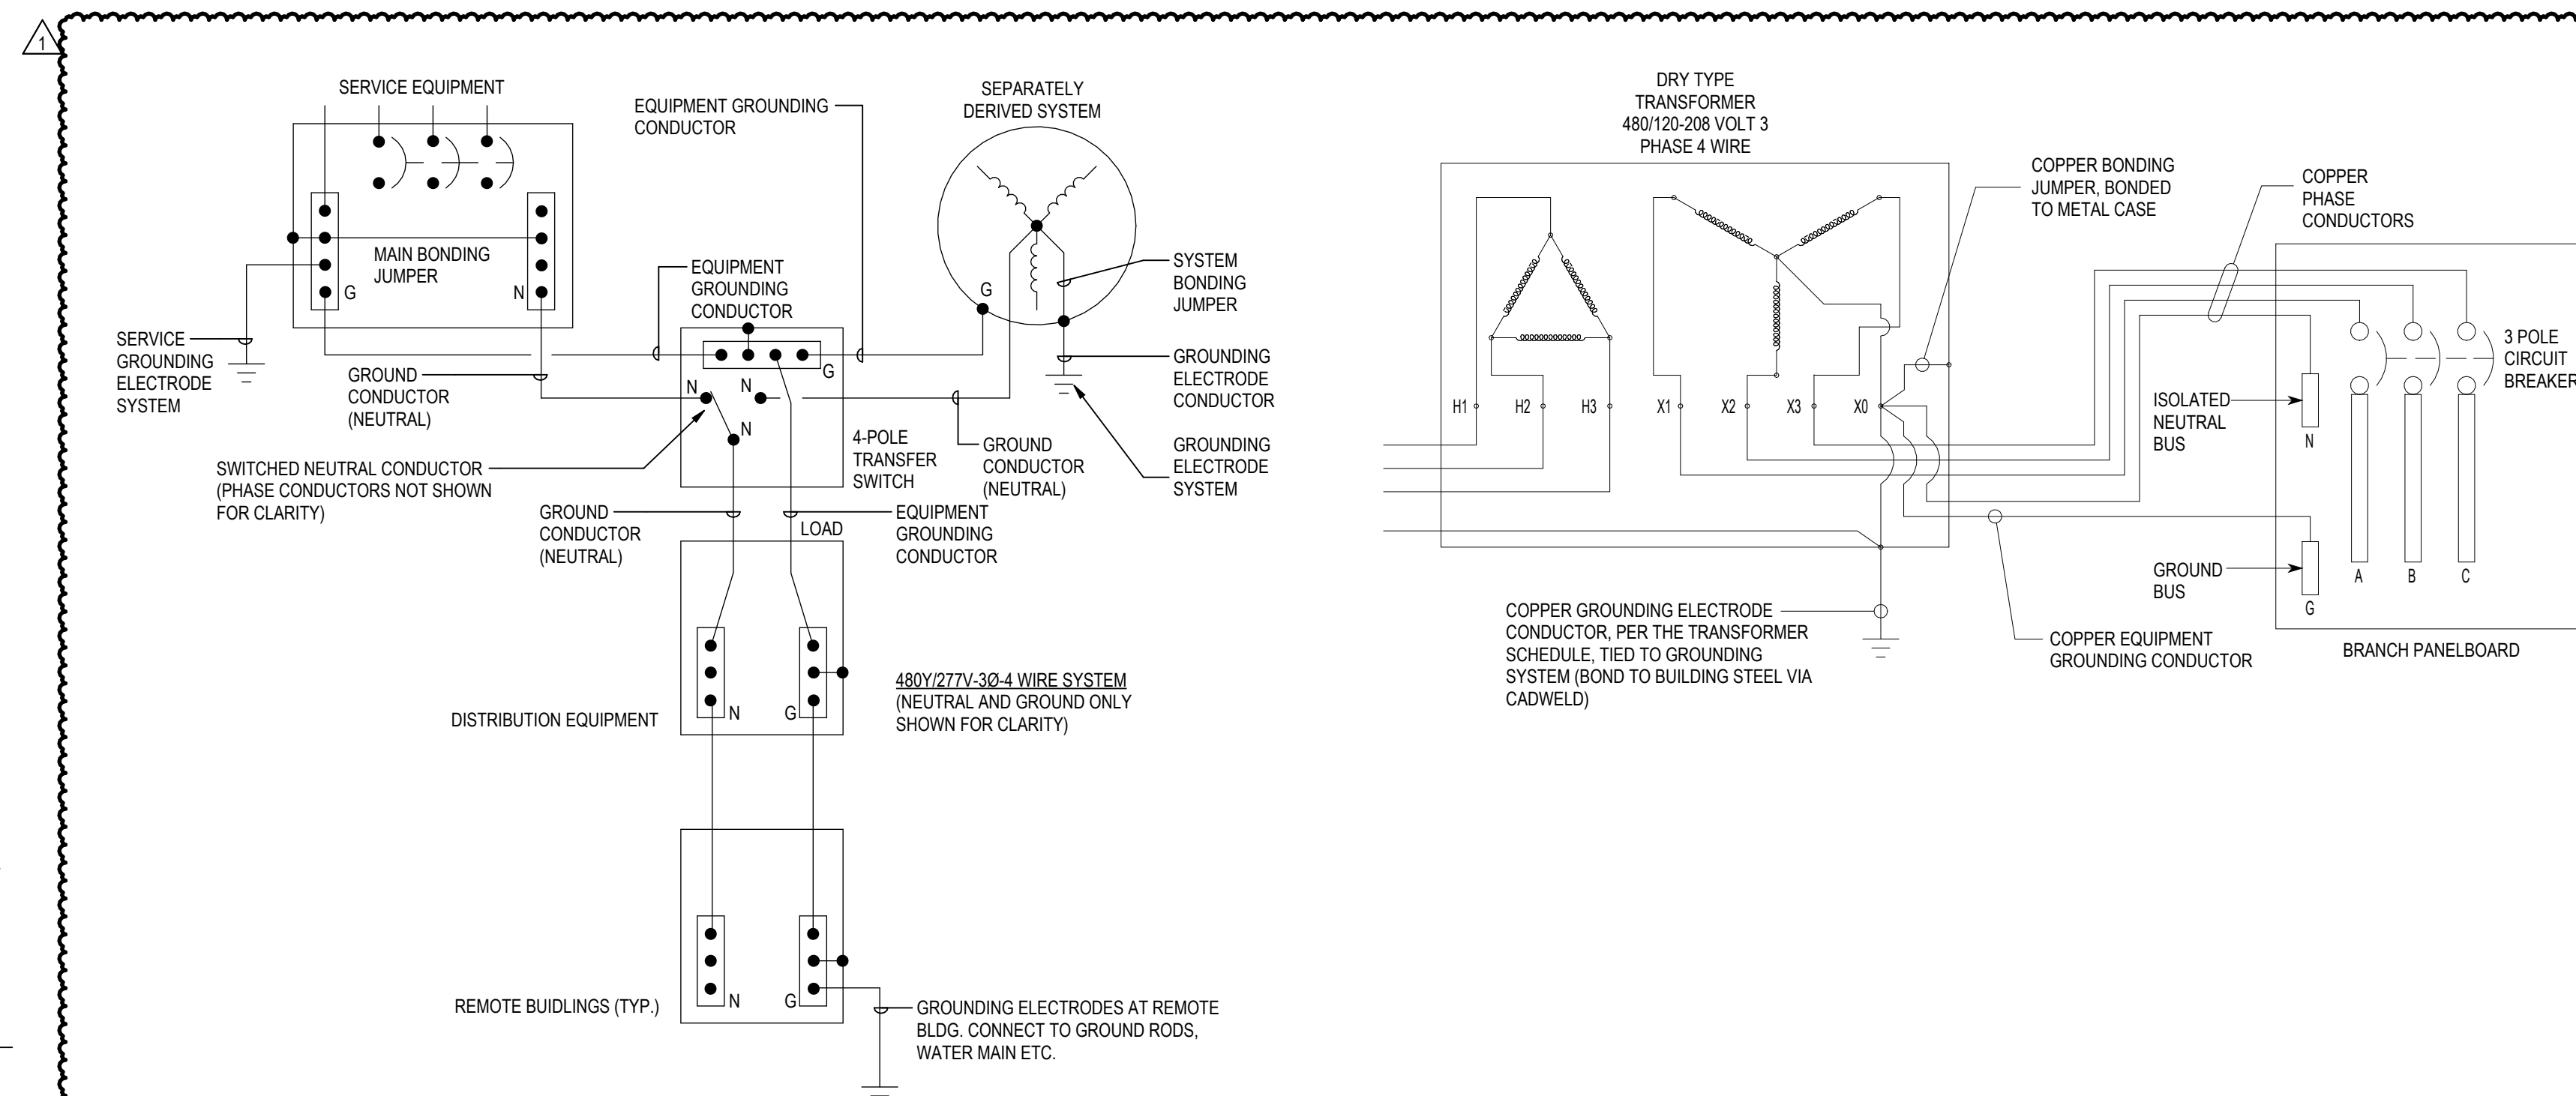 1
SERVICE EQUIPMENT
MAIN BONDING
JUMPER
G
N
SERVICE
GROUNDING
ELECTRODE
SYSTEM
GROUND
CONDUCTOR
(NEUTRAL)
EQUIPMENT GROUNDING
CONDUCTOR
EQUIPMENT
GROUNDING
CONDUCTOR
SEPARATELY
DERIVED SYSTEM
G
SYSTEM
BONDING
JUMPER
GROUNDING
ELECTRODE
CONDUCTOR
GROUNDING
ELECTRODE
SYSTEM
G
N
N
N
4-POLE
TRANSFER
SWITCH
GROUND
CONDUCTOR
(NEUTRAL)
SWITCHED NEUTRAL CONDUCTOR
(PHASE CONDUCTORS NOT SHOWN
FOR CLARITY)
GROUND
CONDUCTOR
(NEUTRAL)
LOAD
EQUIPMENT
GROUNDING
CONDUCTOR
N
G
DISTRIBUTION EQUIPMENT
480Y/277V-3Ø-4 WIRE SYSTEM
(NEUTRAL AND GROUND ONLY
SHOWN FOR CLARITY)
N
G
REMOTE BUIDLINGS (TYP.)
GROUNDING ELECTRODES AT REMOTE
BLDG. CONNECT TO GROUND RODS,
WATER MAIN ETC.
DRY TYPE
TRANSFORMER
480/120-208 VOLT 3
PHASE 4 WIRE
H1
H2
H3
X1
X2
X3
X0
COPPER BONDING
JUMPER, BONDED
TO METAL CASE
COPPER
PHASE
CONDUCTORS
3 POLE
CIRCUIT
BREAKER
ISOLATED
NEUTRAL
BUS
N
GROUND
BUS
G
A
B
C
BRANCH PANELBOARD
COPPER GROUNDING ELECTRODE
CONDUCTOR, PER THE TRANSFORMER
SCHEDULE, TIED TO GROUNDING
SYSTEM (BOND TO BUILDING STEEL VIA
CADWELD)
COPPER EQUIPMENT
GROUNDING CONDUCTOR